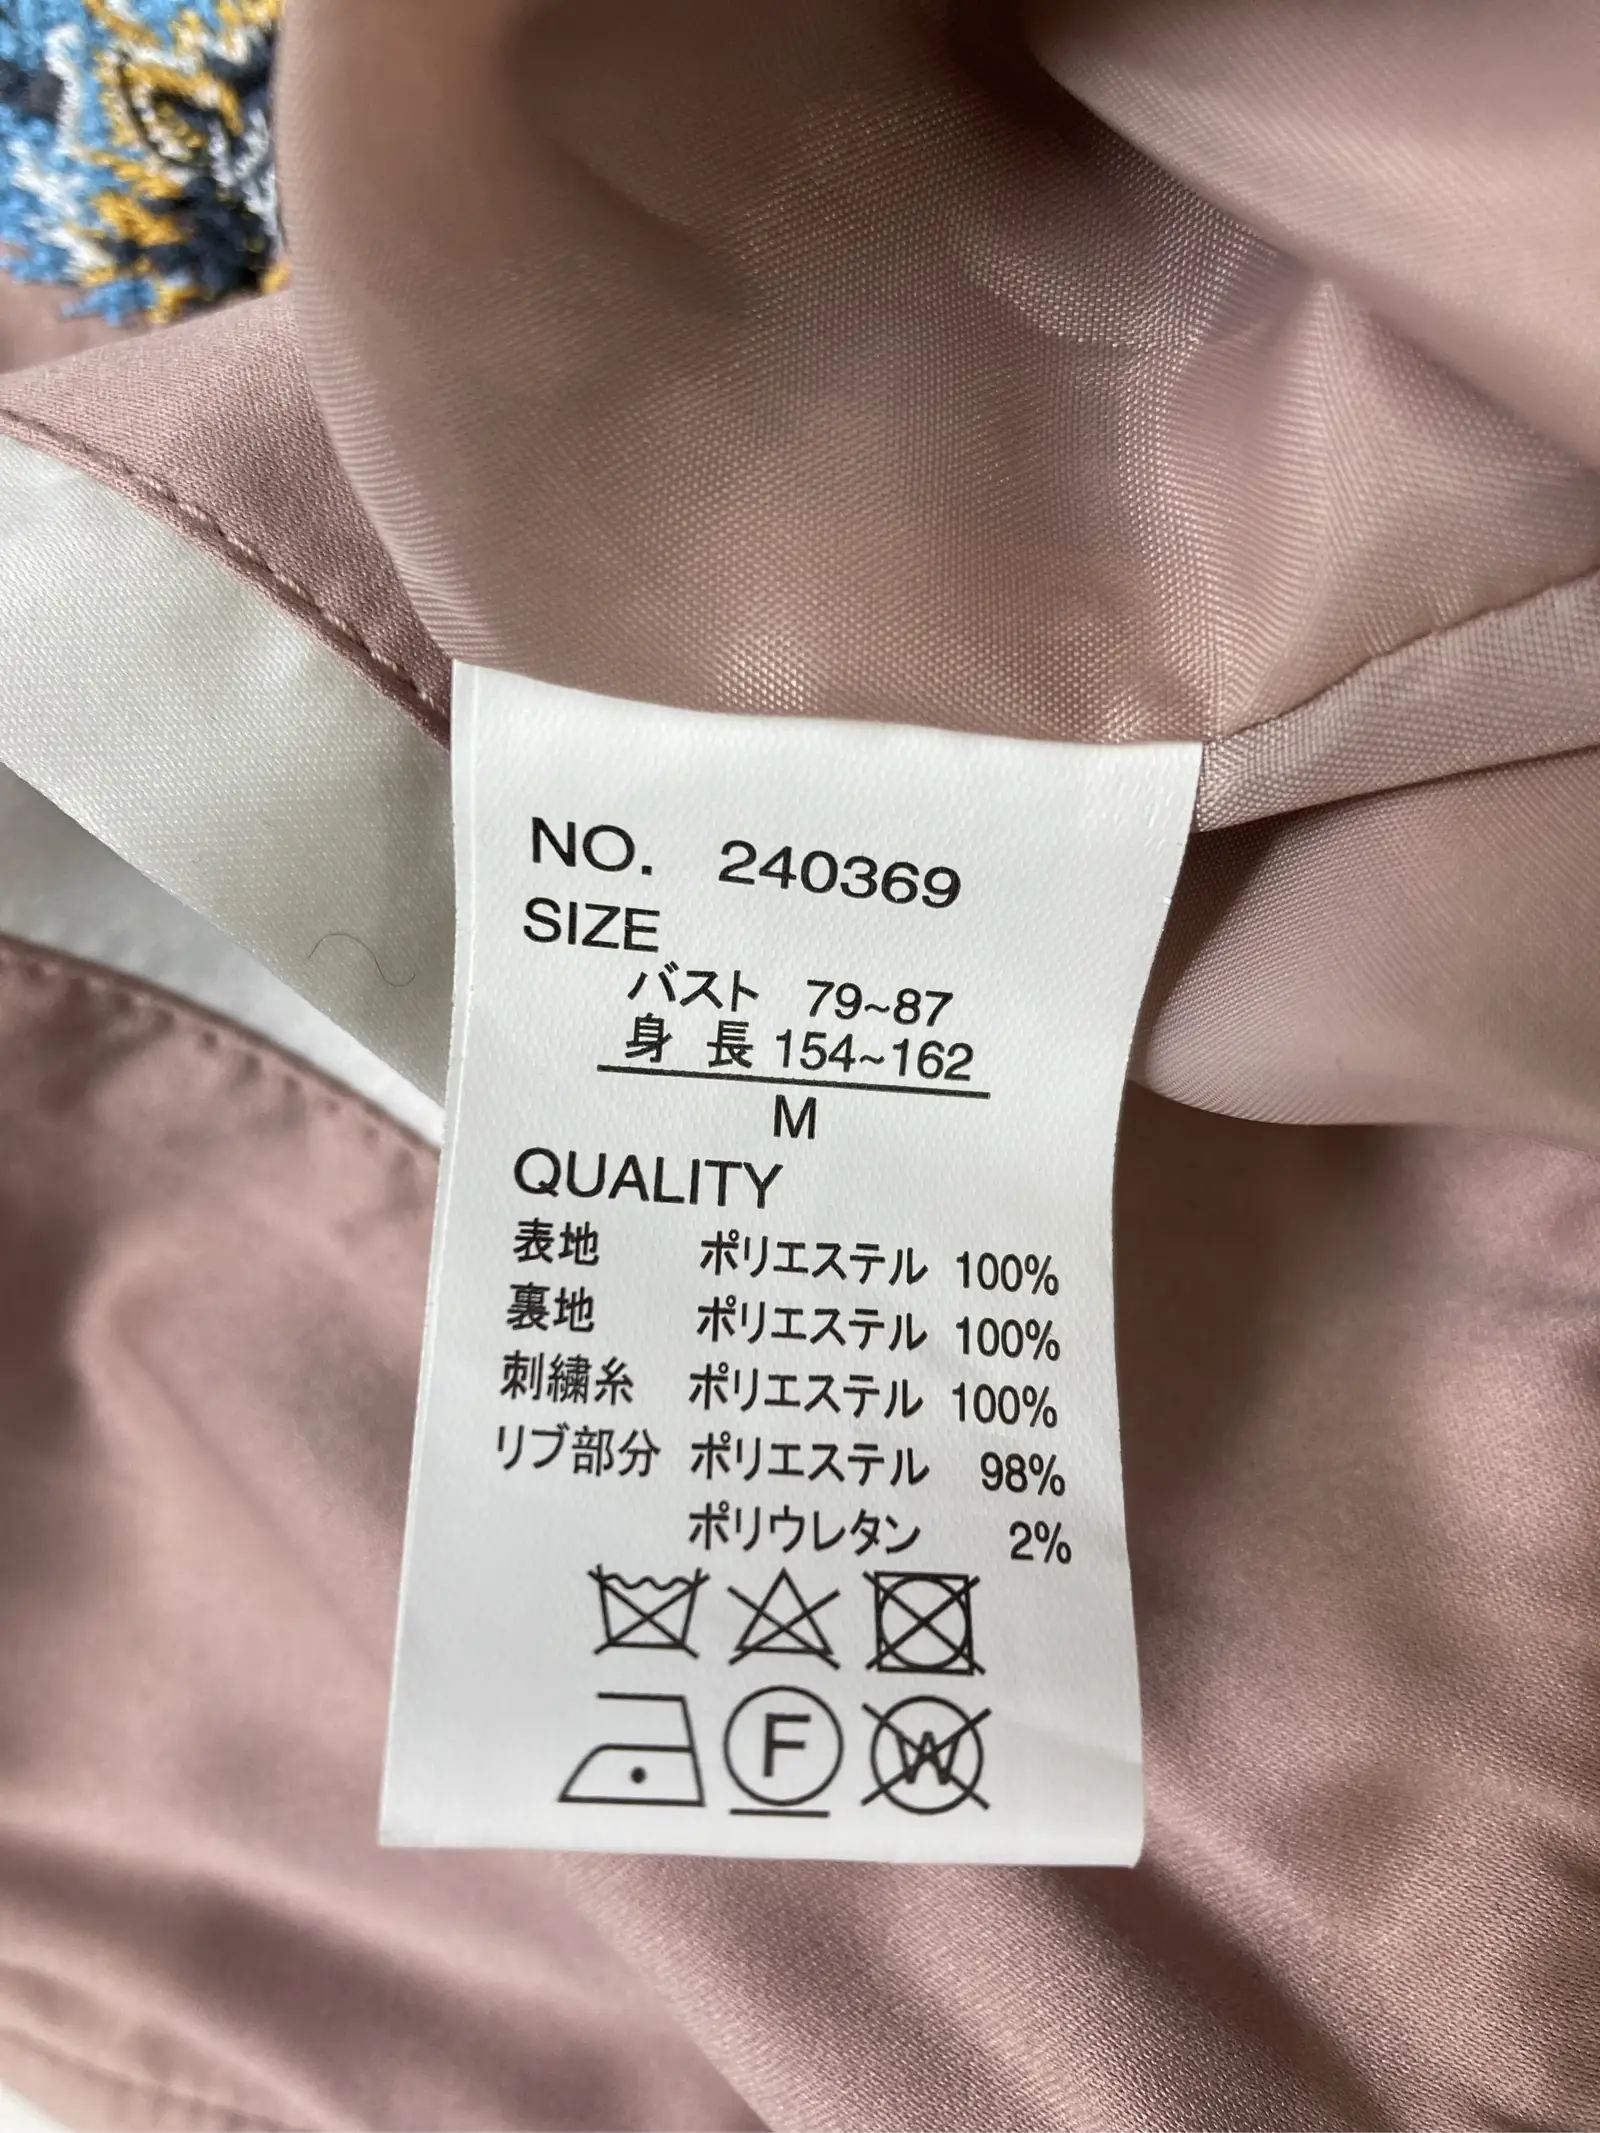 NO. 240369
SIZE
バスト 79~87
身 長 154~162
M
QUALITY
表地 ポリエステル 100%
裏地 ポリエステル 100%
刺繍糸 ポリエステル 100%
リブ部分 ポリエステル 98%
ポリウレタン 2%
F W